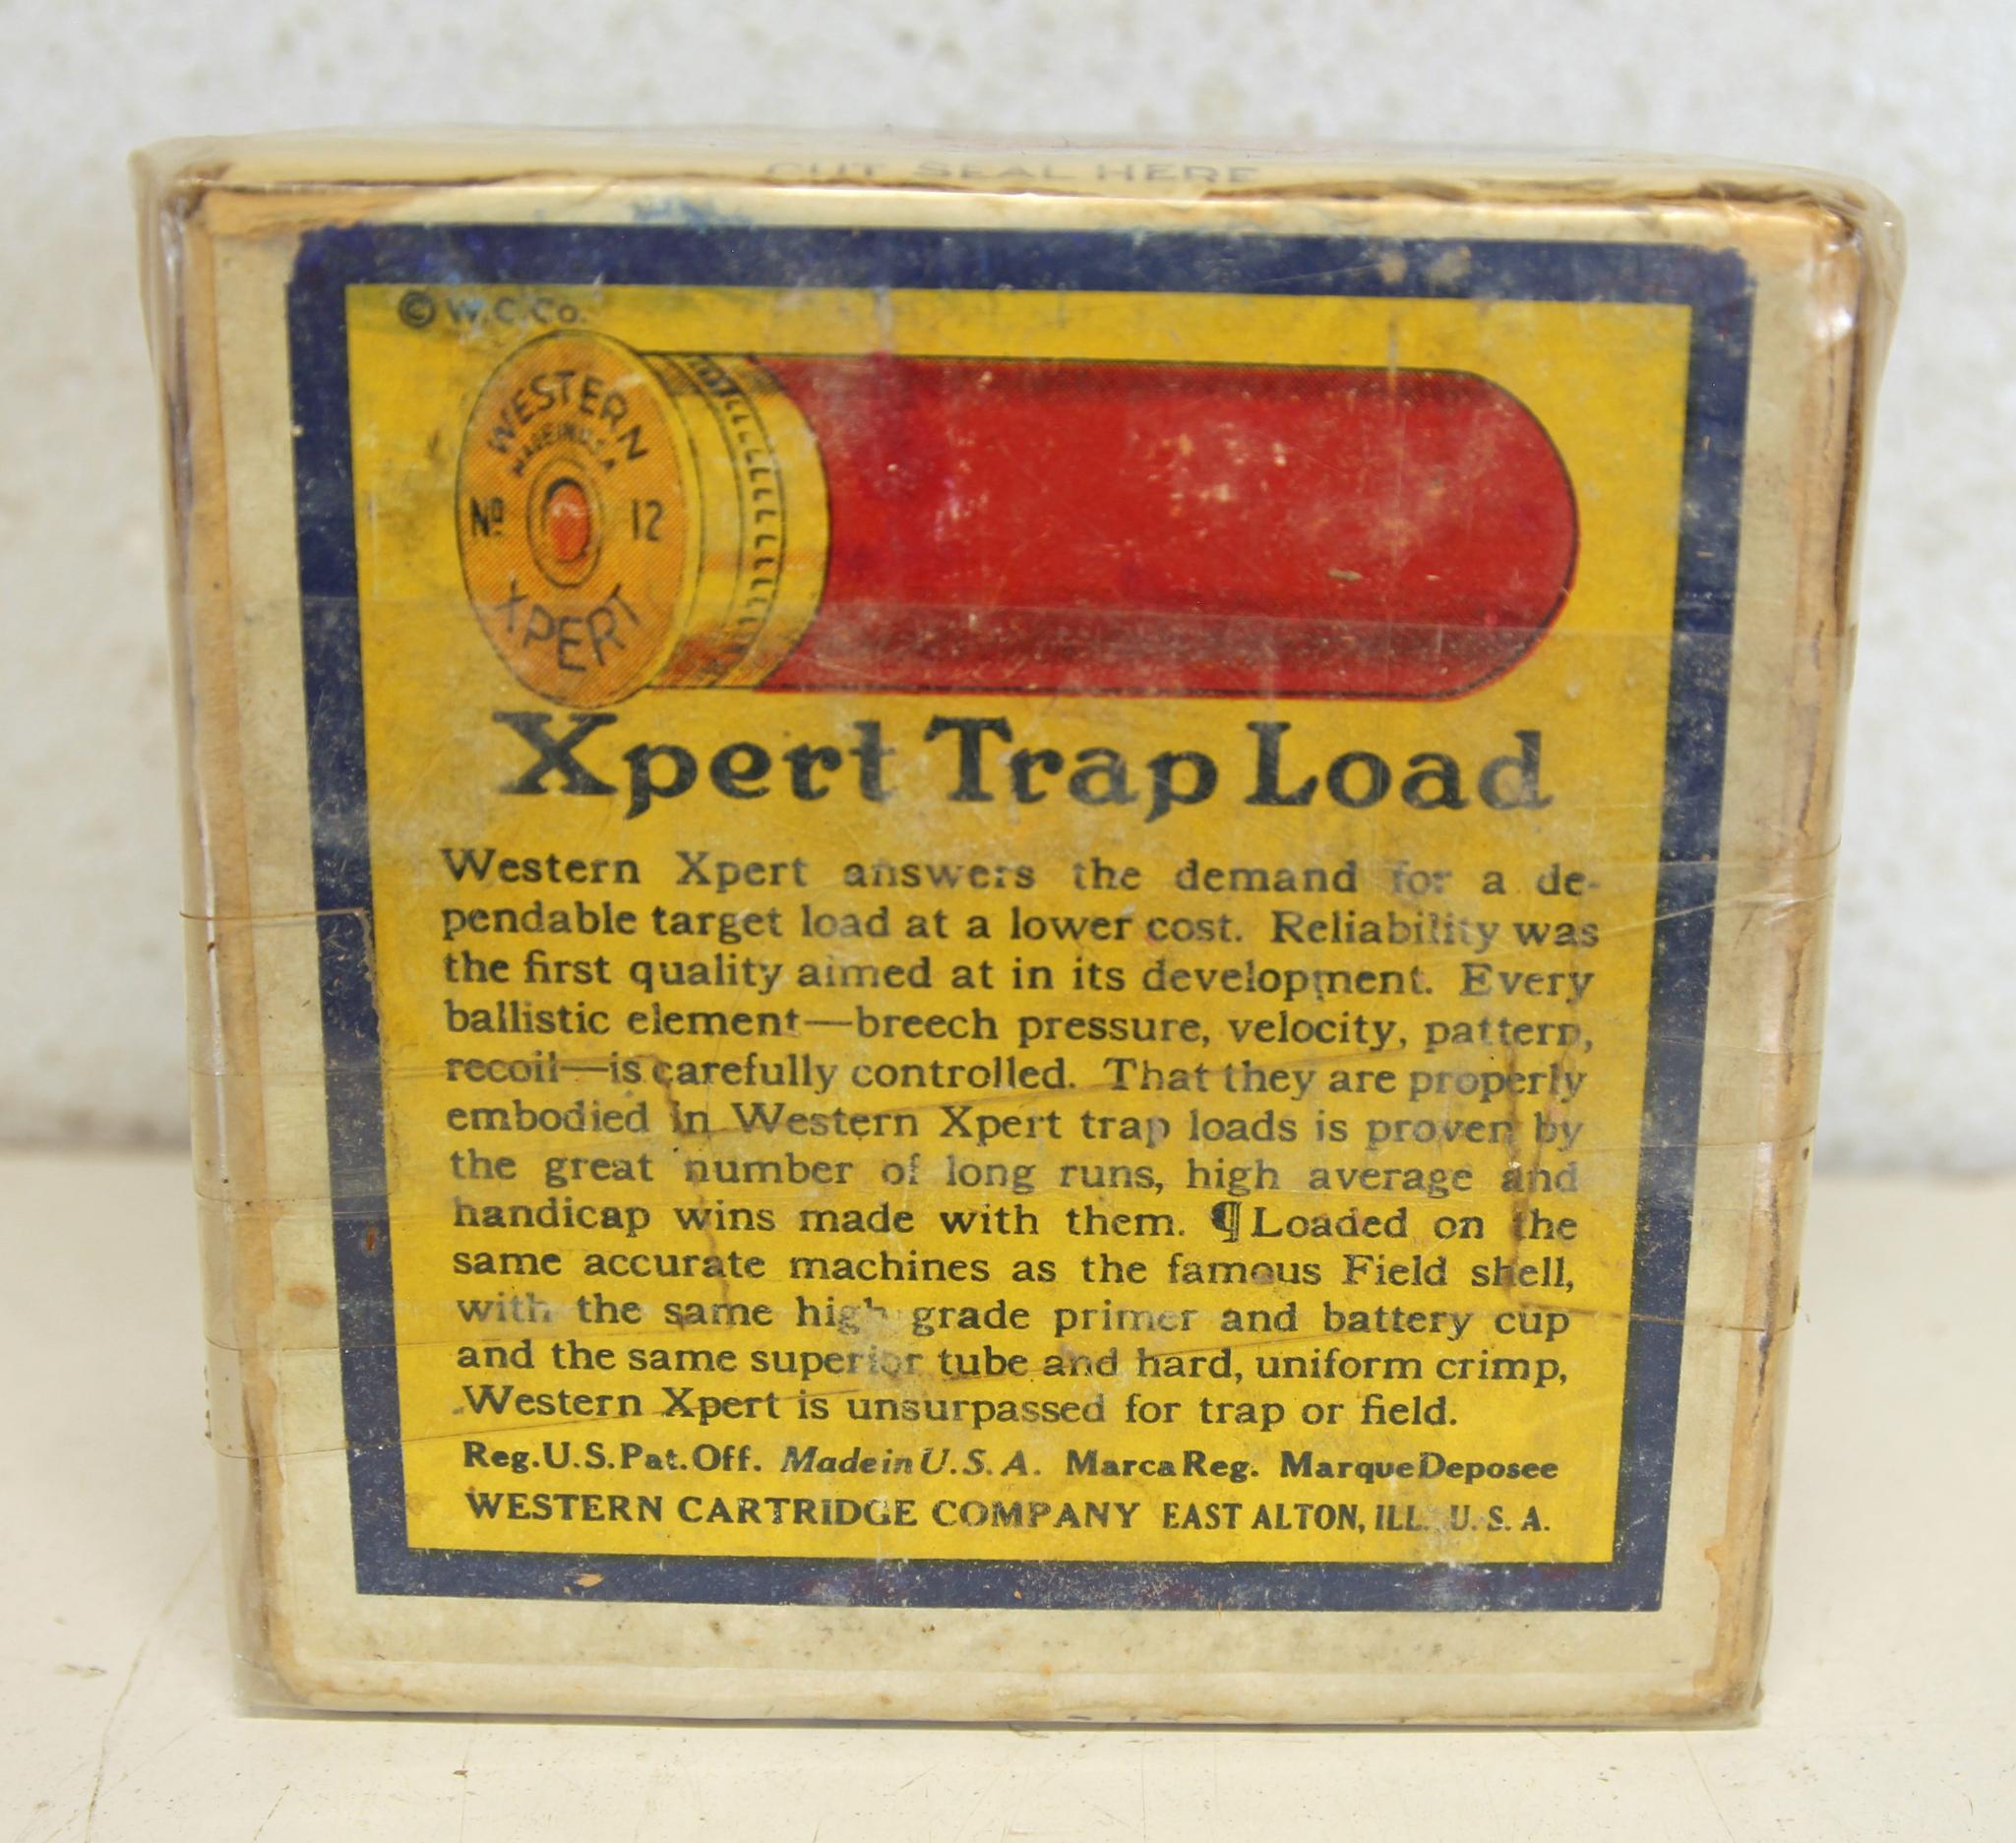 CUT SEAL HERE
© W.C.Co.
WESTERN
MADE IN U.S.A.
No 12
XPERT
Xpert Trap Load
Western Xpert answers the demand for a de-
pendable target load at a lower cost. Reliability was
the first quality aimed at in its development. Every
ballistic element—breech pressure, velocity, pattern,
recoil—is carefully controlled. That they are properly
embodied in Western Xpert trap loads is proven by
the great number of long runs, high average and
handicap wins made with them. ¶ Loaded on the
same accurate machines as the famous Field shell,
with the same high grade primer and battery cup
and the same superior tube and hard, uniform crimp,
Western Xpert is unsurpassed for trap or field.
Reg. U.S. Pat. Off. Made in U.S.A. Marca Reg. Marque Deposee
WESTERN CARTRIDGE COMPANY EAST ALTON, ILL. U.S.A.